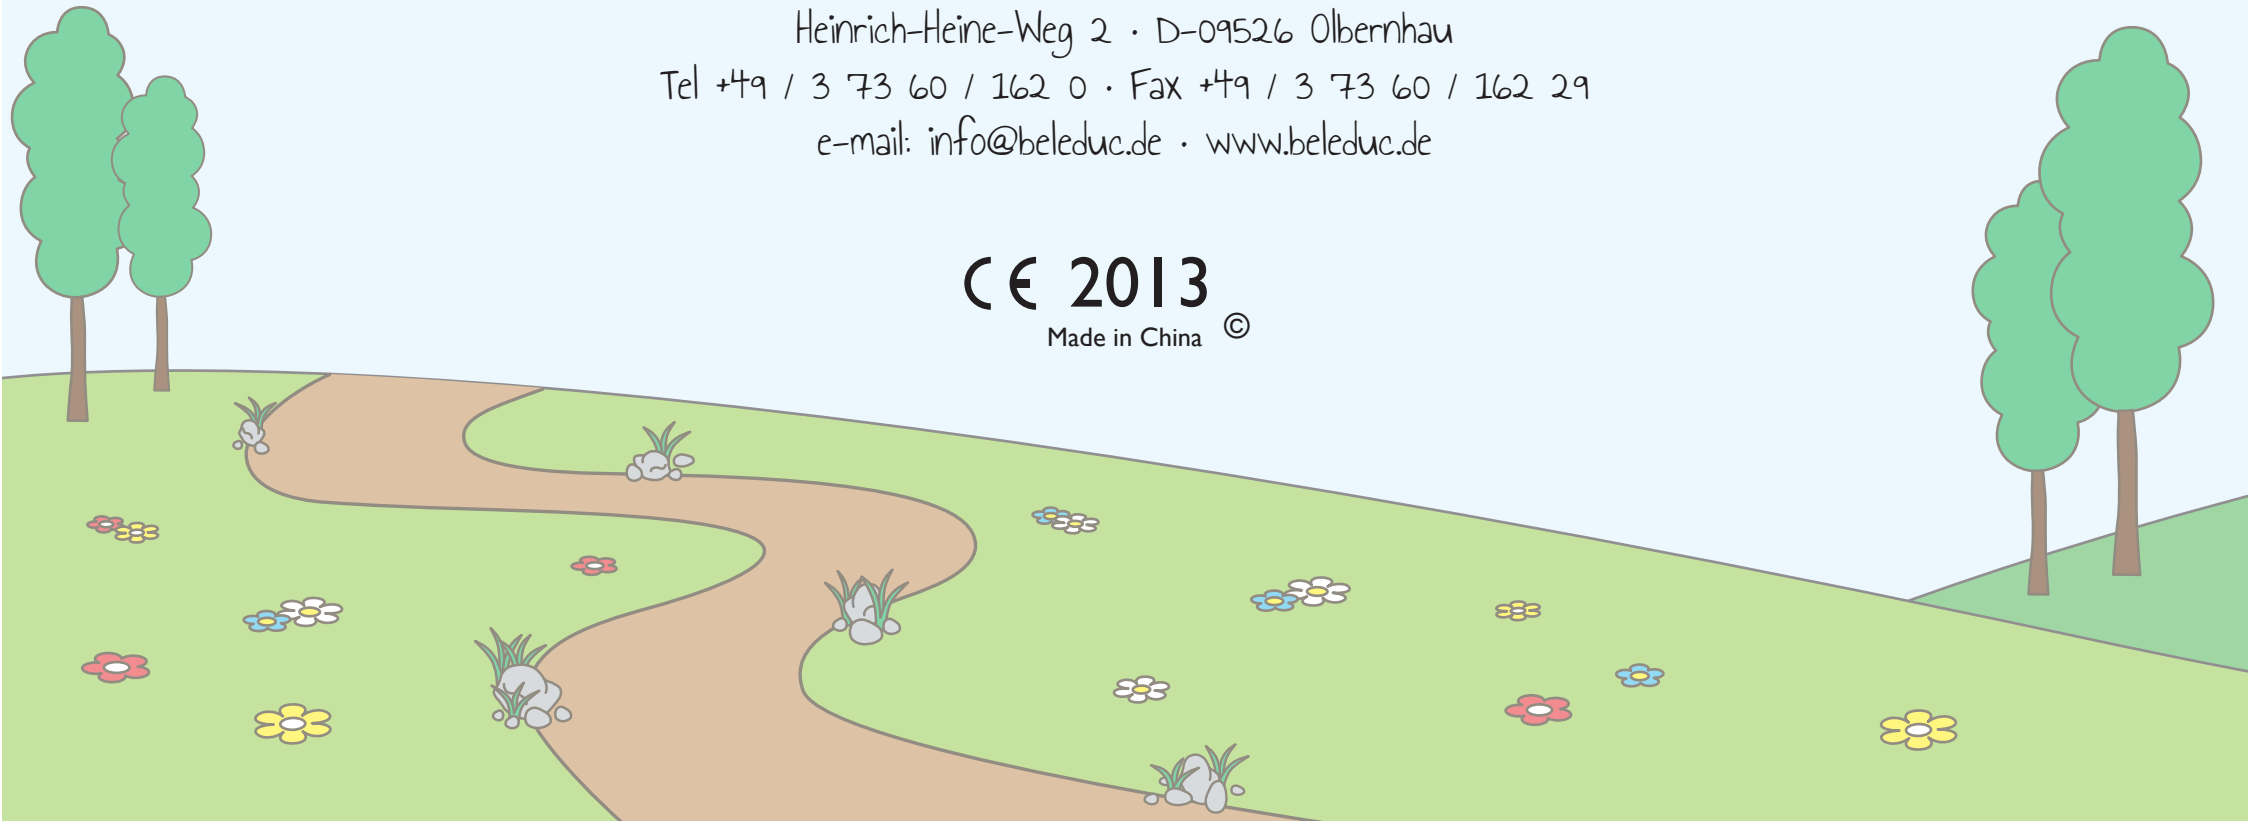 Heinrich-Heine-Weg 2 · D-09526 Olbernhau
Tel +49 / 3 73 60 / 162 0 · Fax +49 / 3 73 60 / 162 29
e-mail: info@beleduc.de · www.beleduc.de
CE 2013
Made in China ©